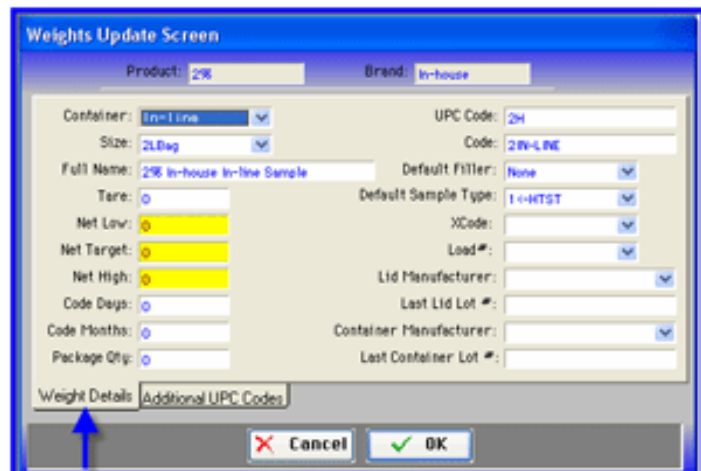 Weights Update Screen
Product: 2% Brand: In-house
Container: In-line UPC Code: 2H
Size: 2LBag Code: 2IN-LINE
Full Name: 2% In-house In-line Sample Default Filler: None
Tare: 0 Default Sample Type: 1<-HTST
Net Low: 0 XCode:
Net Target: 0 Load#:
Net High: 0 Lid Manufacturer:
Code Days: 0 Last Lid Lot #:
Code Months: 0 Container Manufacturer:
Package Qty: 0 Last Container Lot #:
Weight Details Additional UPC Codes
Cancel OK